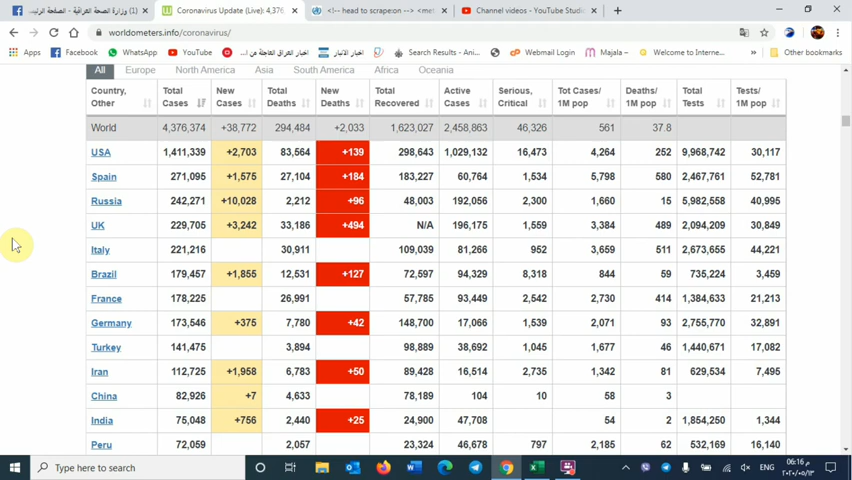 وزارة الصحة العراقية - الصفحة الرئيس (1)
Coronavirus Update (Live): 4,376
<!-- head to scrape:on --> <met
Channel videos - YouTube Studio
worldometers.info/coronavirus/
Apps Facebook WhatsApp YouTube اخبار العراق العاجلة من ا... اخبار الانبار Search Results - Ani... Webmail Login Majala – Welcome to Interne... Other bookmarks
All Europe North America Asia South America Africa Oceania
Country, Other Total Cases New Cases Total Deaths New Deaths Total Recovered Active Cases Serious, Critical Tot Cases/ 1M pop Deaths/ 1M pop Total Tests Tests/ 1M pop
World 4,376,374 +38,772 294,484 +2,033 1,623,027 2,458,863 46,326 561 37.8
USA 1,411,339 +2,703 83,564 +139 298,643 1,029,132 16,473 4,264 252 9,968,742 30,117
Spain 271,095 +1,575 27,104 +184 183,227 60,764 1,534 5,798 580 2,467,761 52,781
Russia 242,271 +10,028 2,212 +96 48,003 192,056 2,300 1,660 15 5,982,558 40,995
UK 229,705 +3,242 33,186 +494 N/A 196,175 1,559 3,384 489 2,094,209 30,849
Italy 221,216 30,911 109,039 81,266 952 3,659 511 2,673,655 44,221
Brazil 179,457 +1,855 12,531 +127 72,597 94,329 8,318 844 59 735,224 3,459
France 178,225 26,991 57,785 93,449 2,542 2,730 414 1,384,633 21,213
Germany 173,546 +375 7,780 +42 148,700 17,066 1,539 2,071 93 2,755,770 32,891
Turkey 141,475 3,894 98,889 38,692 1,045 1,677 46 1,440,671 17,082
Iran 112,725 +1,958 6,783 +50 89,428 16,514 2,735 1,342 81 629,534 7,495
China 82,926 +7 4,633 78,189 104 10 58 3
India 75,048 +756 2,440 +25 24,900 47,708 54 2 1,854,250 1,344
Peru 72,059 2,057 23,324 46,678 797 2,185 62 532,169 16,140
Type here to search
ENG
06:16 م
٢٠٢٠/٠٥/١٣